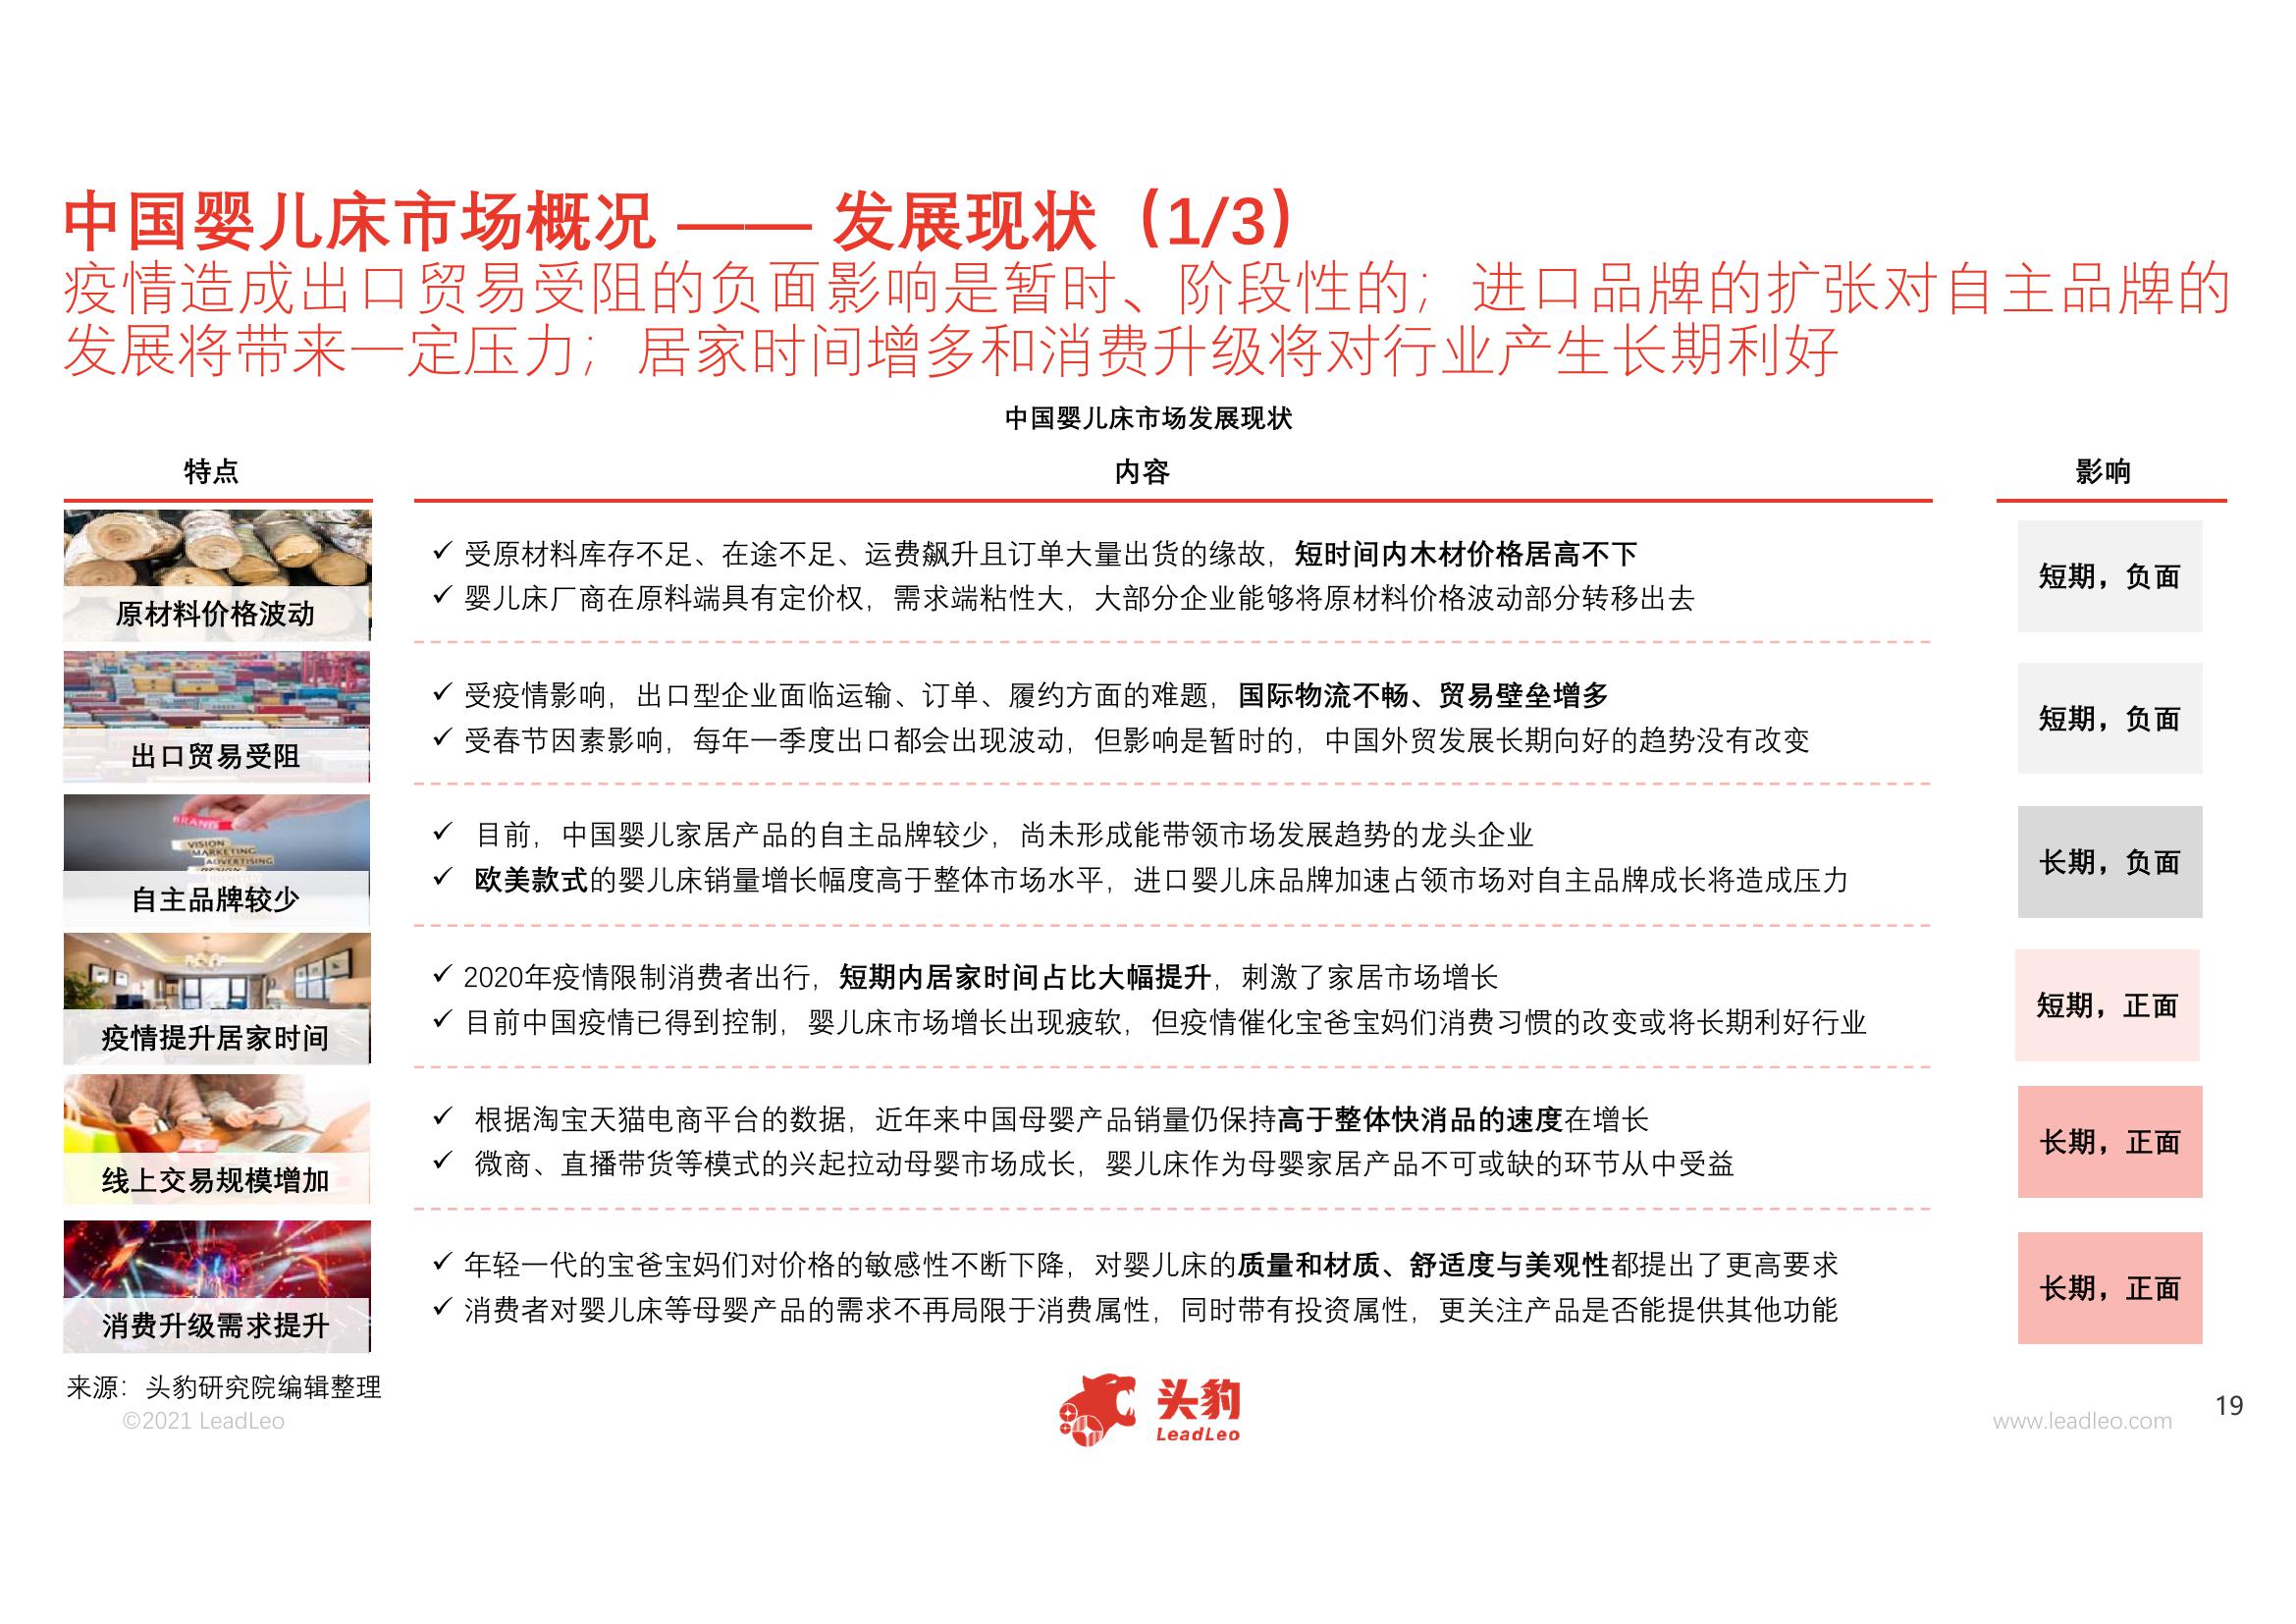 中国婴儿床市场概况 —— 发展现状（1/3）
疫情造成出口贸易受阻的负面影响是暂时、阶段性的；进口品牌的扩张对自主品牌的
发展将带来一定压力；居家时间增多和消费升级将对行业产生长期利好
中国婴儿床市场发展现状
特点
内容
影响
原材料价格波动
✓ 受原材料库存不足、在途不足、运费飙升且订单大量出货的缘故，短时间内木材价格居高不下
✓ 婴儿床厂商在原料端具有定价权，需求端粘性大，大部分企业能够将原材料价格波动部分转移出去
短期，负面
出口贸易受阻
✓ 受疫情影响，出口型企业面临运输、订单、履约方面的难题，国际物流不畅、贸易壁垒增多
✓ 受春节因素影响，每年一季度出口都会出现波动，但影响是暂时的，中国外贸发展长期向好的趋势没有改变
短期，负面
BRAND
VISION
MARKETING
ADVERTISING
自主品牌较少
✓ 目前，中国婴儿家居产品的自主品牌较少，尚未形成能带领市场发展趋势的龙头企业
✓ 欧美款式的婴儿床销量增长幅度高于整体市场水平，进口婴儿床品牌加速占领市场对自主品牌成长将造成压力
长期，负面
疫情提升居家时间
✓ 2020年疫情限制消费者出行，短期内居家时间占比大幅提升，刺激了家居市场增长
✓ 目前中国疫情已得到控制，婴儿床市场增长出现疲软，但疫情催化宝爸宝妈们消费习惯的改变或将长期利好行业
短期，正面
线上交易规模增加
✓ 根据淘宝天猫电商平台的数据，近年来中国母婴产品销量仍保持高于整体快消品的速度在增长
✓ 微商、直播带货等模式的兴起拉动母婴市场成长，婴儿床作为母婴家居产品不可或缺的环节从中受益
长期，正面
消费升级需求提升
✓ 年轻一代的宝爸宝妈们对价格的敏感性不断下降，对婴儿床的质量和材质、舒适度与美观性都提出了更高要求
✓ 消费者对婴儿床等母婴产品的需求不再局限于消费属性，同时带有投资属性，更关注产品是否能提供其他功能
长期，正面
来源：头豹研究院编辑整理
©2021 LeadLeo
头豹
LeadLeo
www.leadleo.com
19